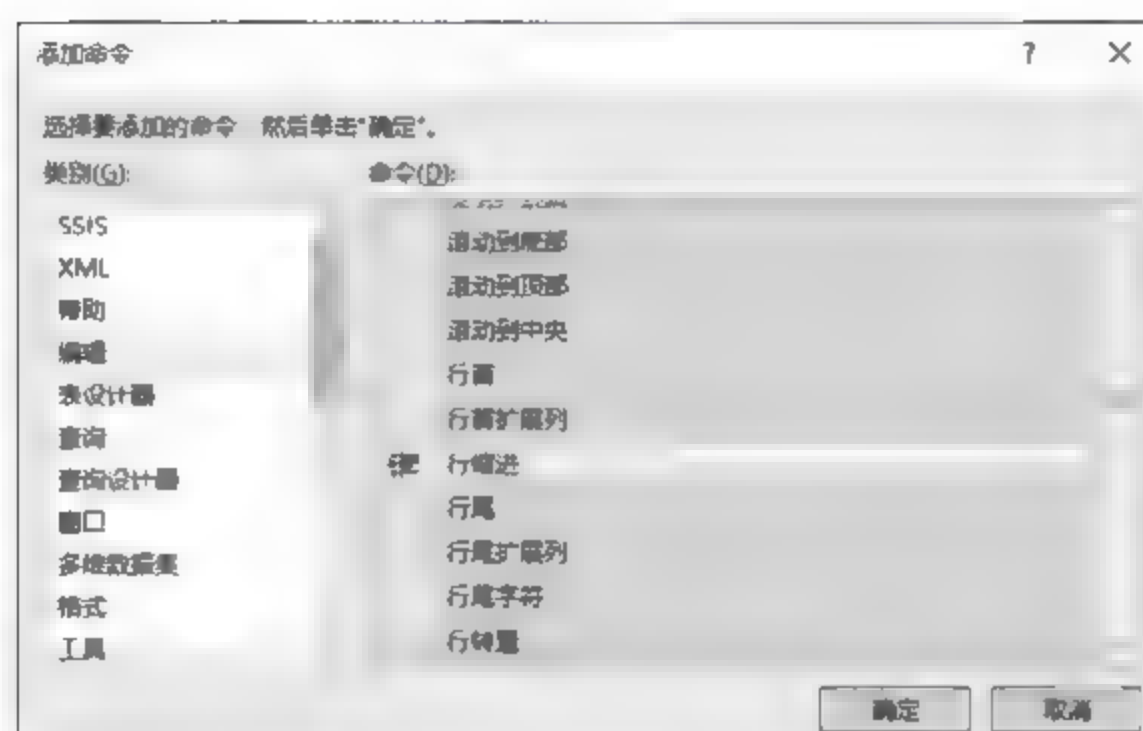 添加命令
选择要添加的命令 然后单击"确定"。
类别(G):
命令(D):
SSIS
XML
帮助
编辑
表设计器
查询
查询设计器
窗口
多维数据集
格式
工具
滚动到底部
滚动到顶部
滚动到中央
行首
行首扩展列
行缩进
行尾
行尾扩展列
行尾字符
行转置
确定
取消